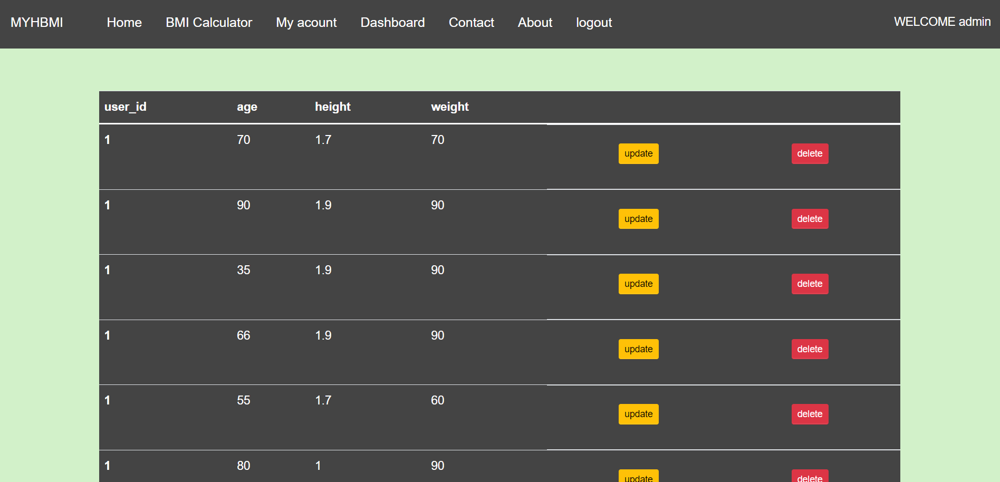 MYHBMI Home BMI Calculator My acount Dashboard Contact About logout WELCOME admin
user_id age height weight
1 70 1.7 70 update delete
1 90 1.9 90 update delete
1 35 1.9 90 update delete
1 66 1.9 90 update delete
1 55 1.7 60 update delete
1 80 1 90 update delete